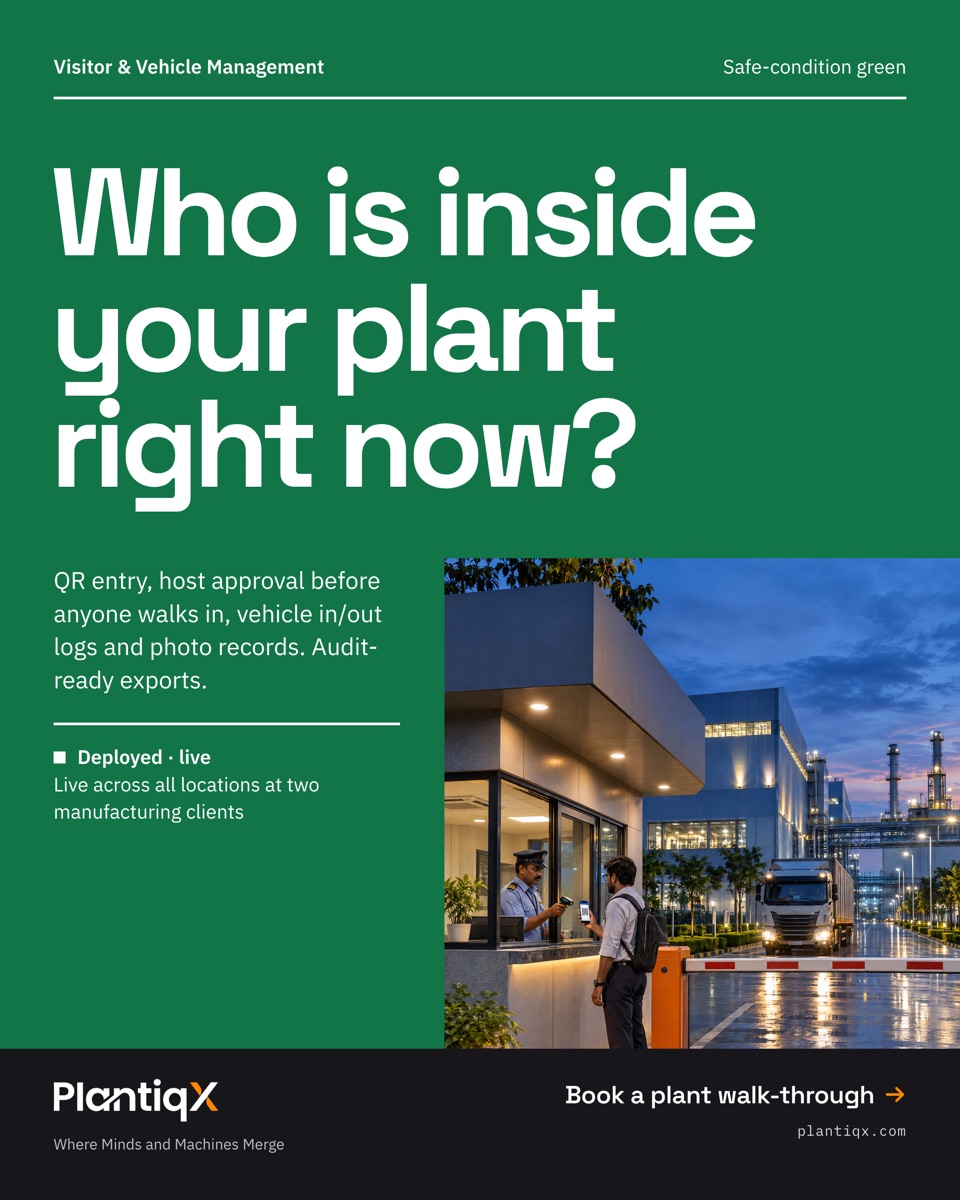 Visitor & Vehicle Management
Safe-condition green
Who is inside
your plant
right now?
QR entry, host approval before
anyone walks in, vehicle in/out
logs and photo records. Audit-
ready exports.
Deployed · live
Live across all locations at two
manufacturing clients
PlantiqX
Where Minds and Machines Merge
Book a plant walk-through →
plantiqx.com